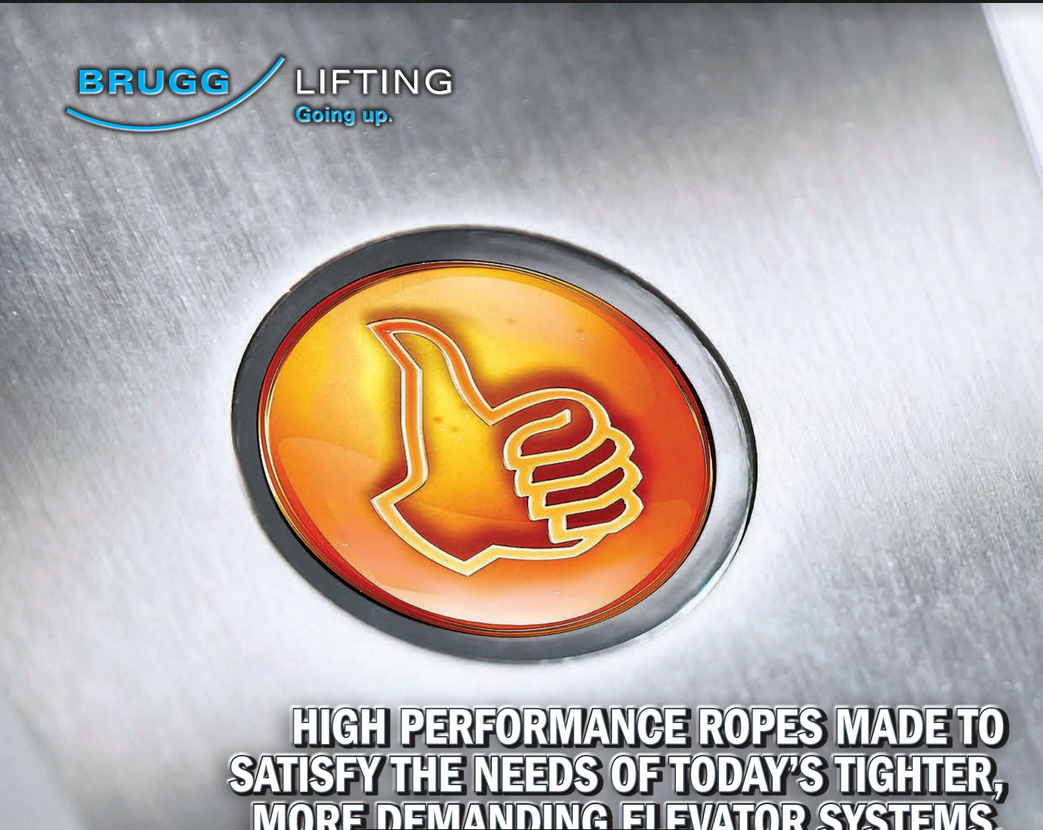 BRUGG LIFTING
Going up.
HIGH PERFORMANCE ROPES MADE TO
SATISFY THE NEEDS OF TODAY'S TIGHTER,
MORE DEMANDING ELEVATOR SYSTEMS.